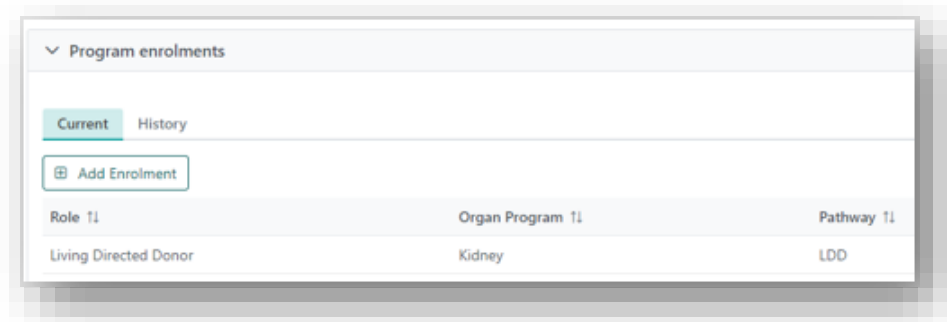 Program enrolments
Current History
Add Enrolment
Role Organ Program Pathway
Living Directed Donor Kidney LDD